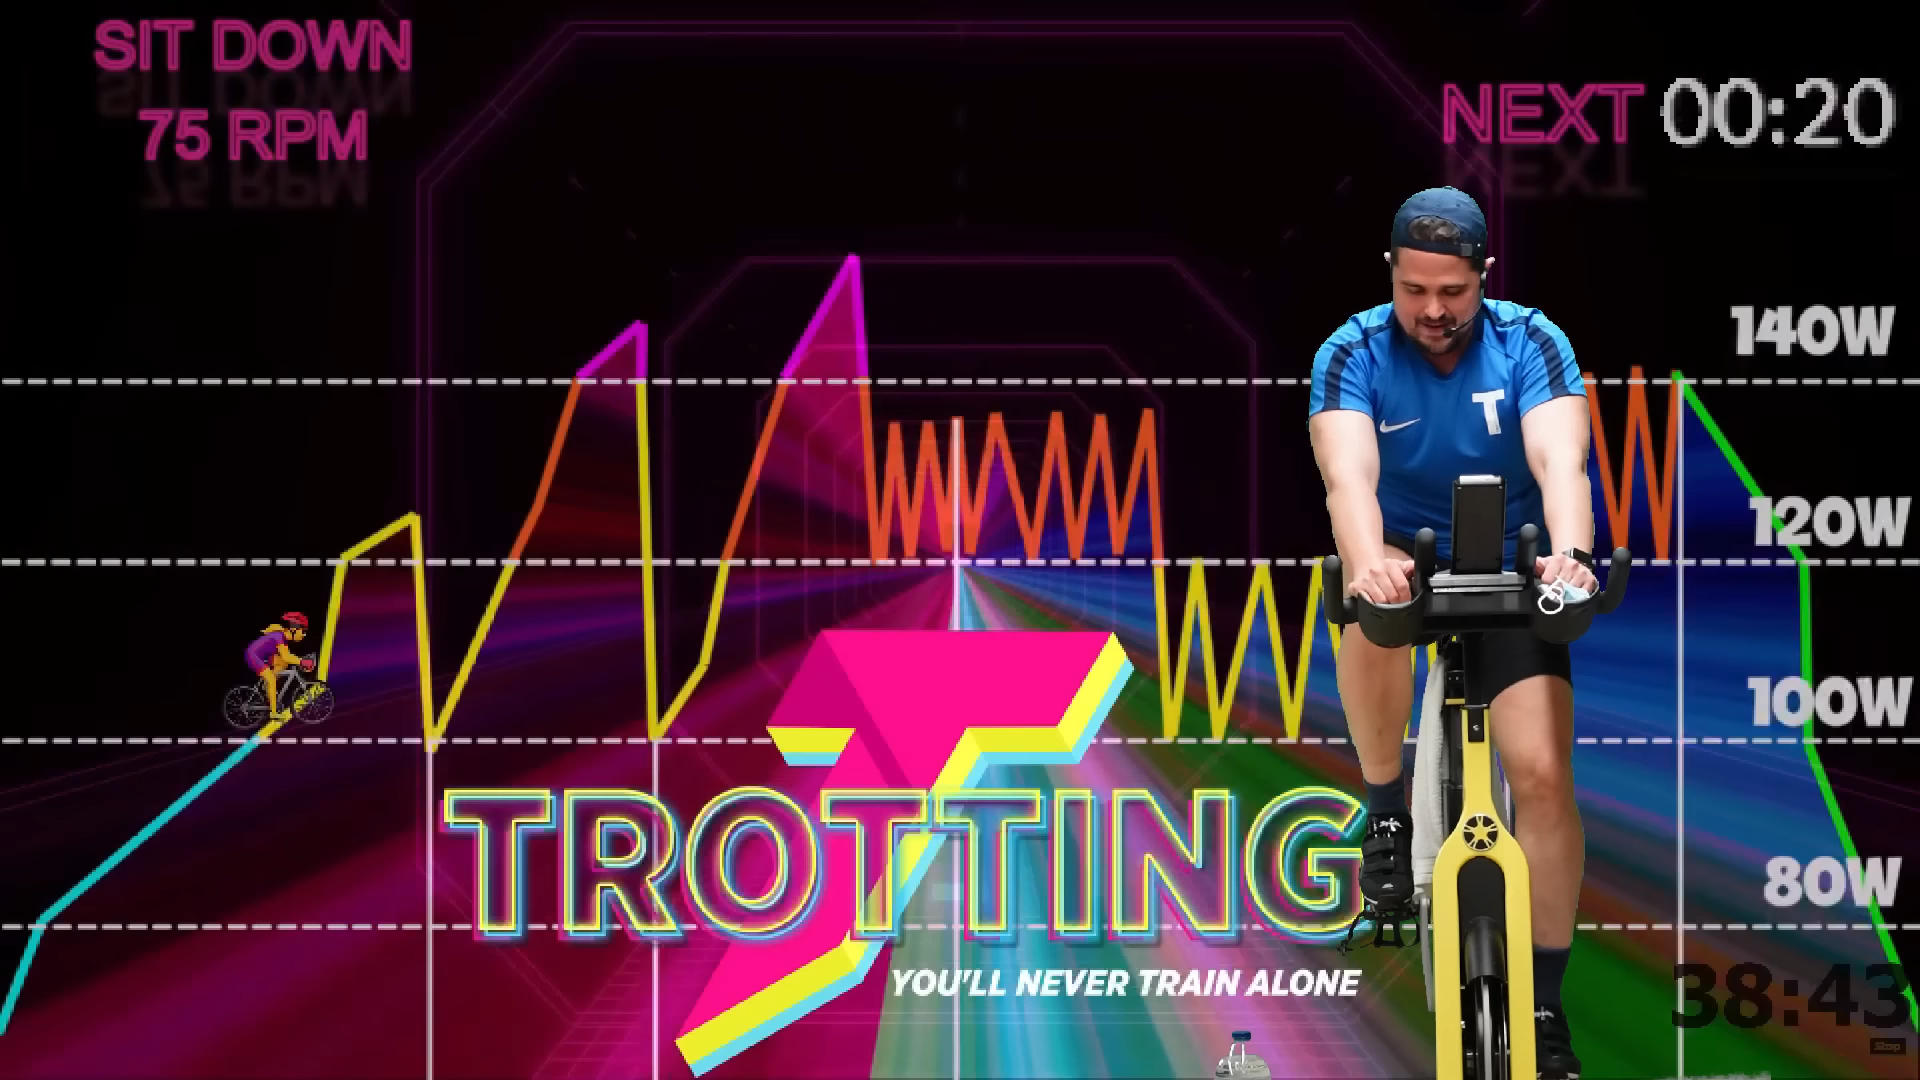 SIT DOWN
75 RPM
NEXT 00:20
140W
120W
100W
80W
T
TROTTING
YOU'LL NEVER TRAIN ALONE
38:43
Stop